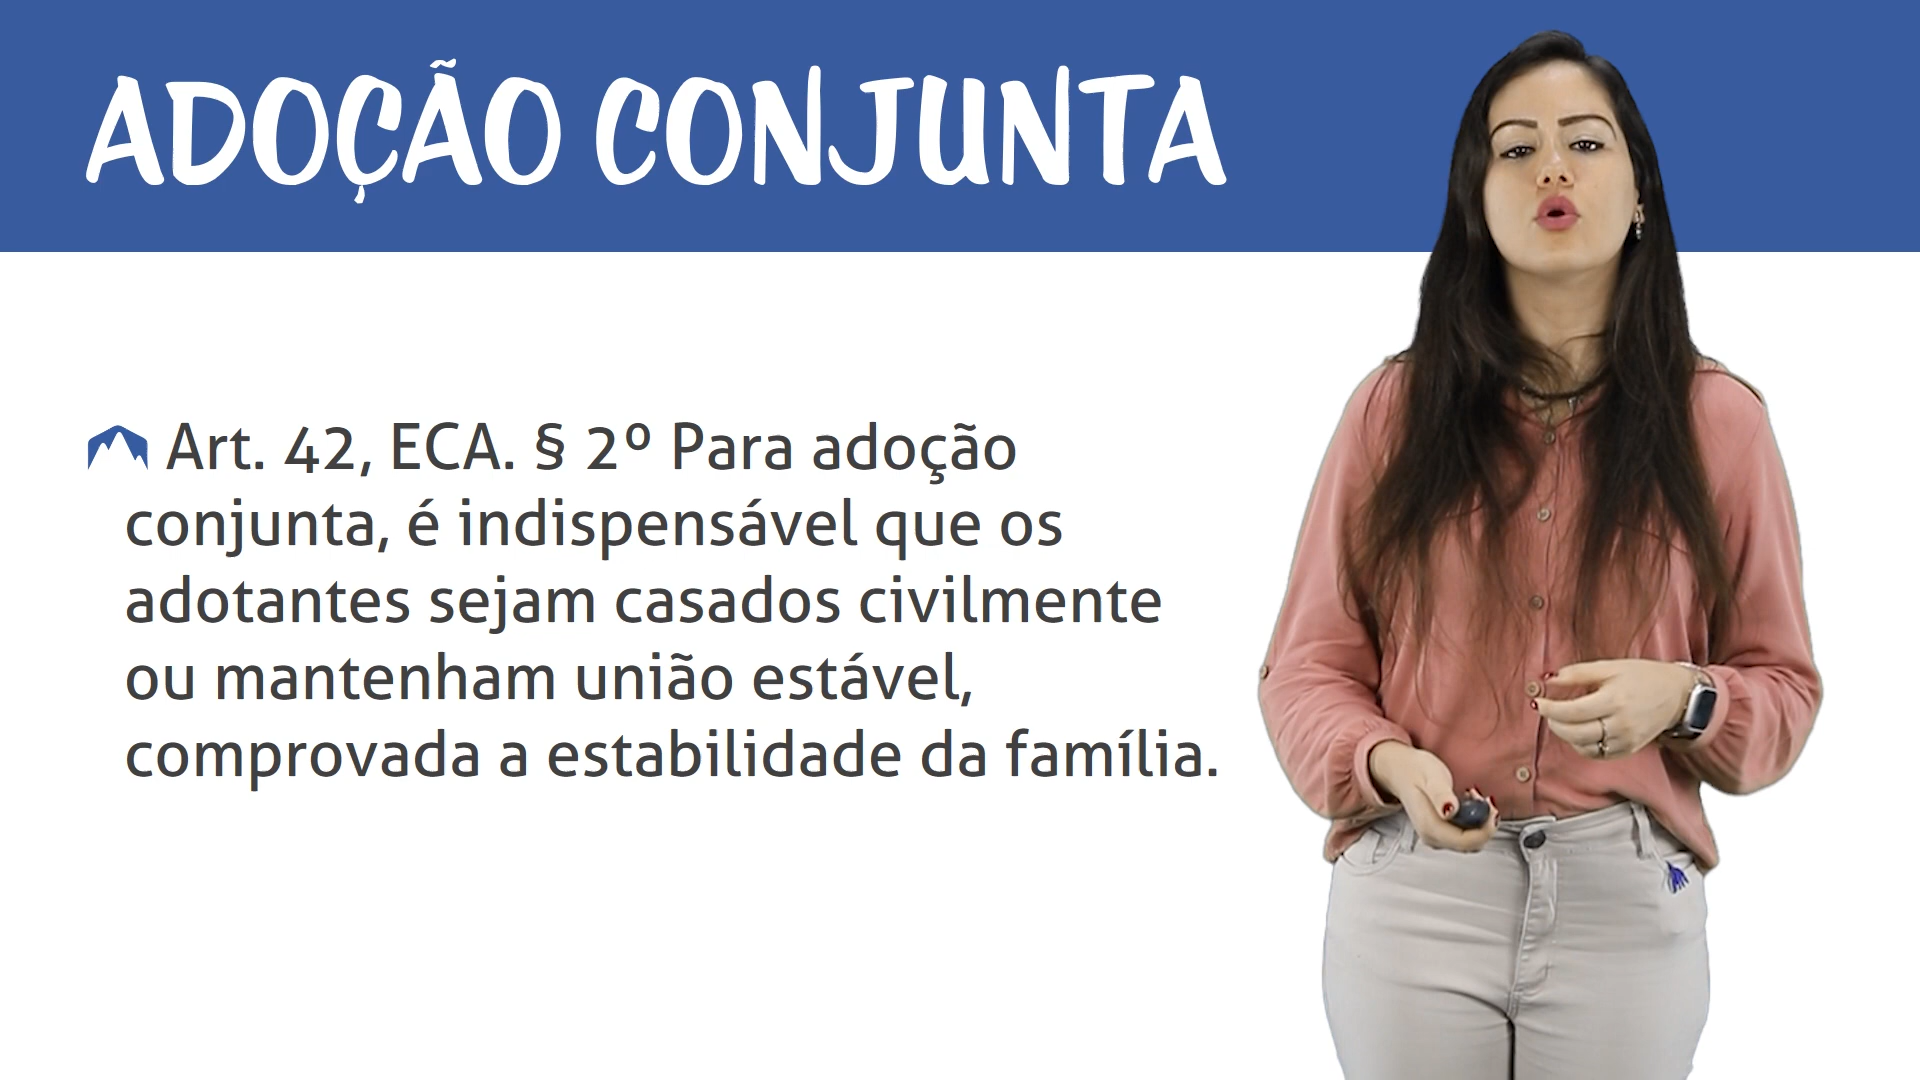 ADOÇÃO CONJUNTA
Art. 42, ECA. § 2º Para adoção
conjunta, é indispensável que os
adotantes sejam casados civilmente
ou mantenham união estável,
comprovada a estabilidade da família.